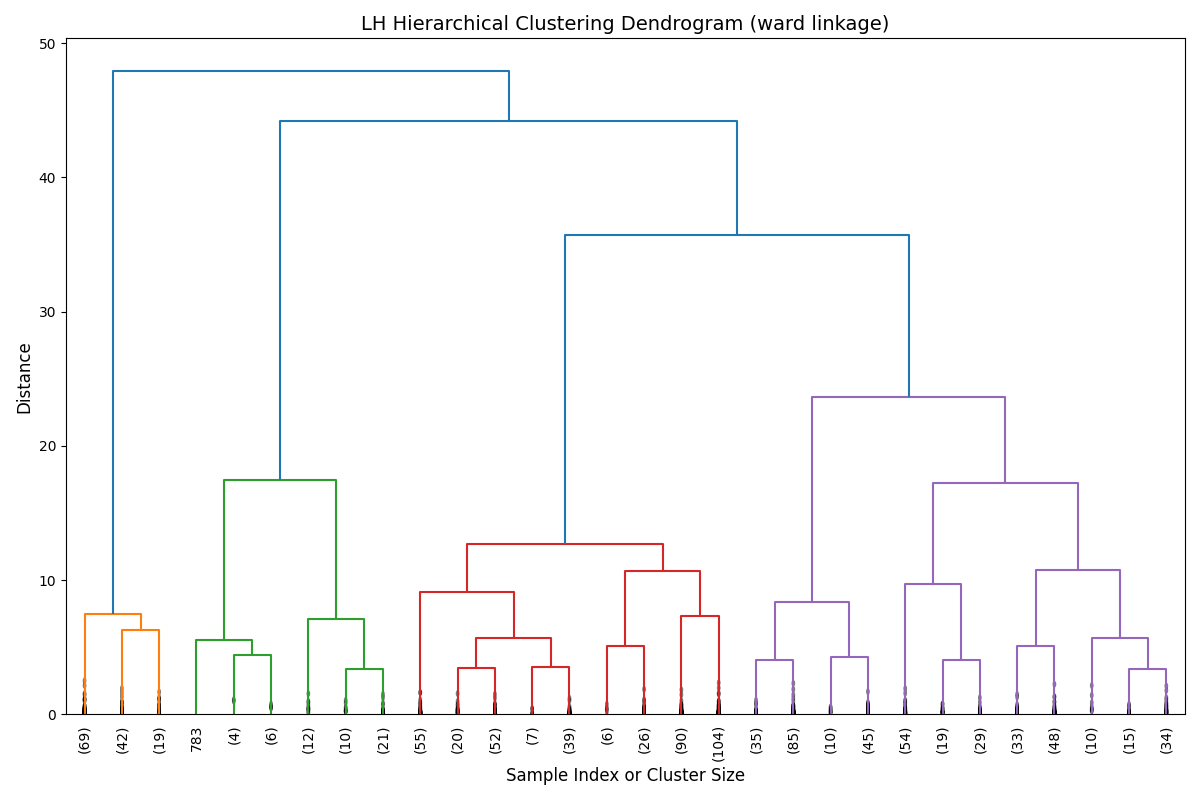 LH Hierarchical Clustering Dendrogram (ward linkage)
50
40
30
20
10
0
Distance
(69) (42) (19) 783 (4) (6) (12) (10) (21) (55) (20) (52) (7) (39) (6) (26) (90) (104) (35) (85) (10) (45) (54) (19) (29) (33) (48) (10) (15) (34)
Sample Index or Cluster Size